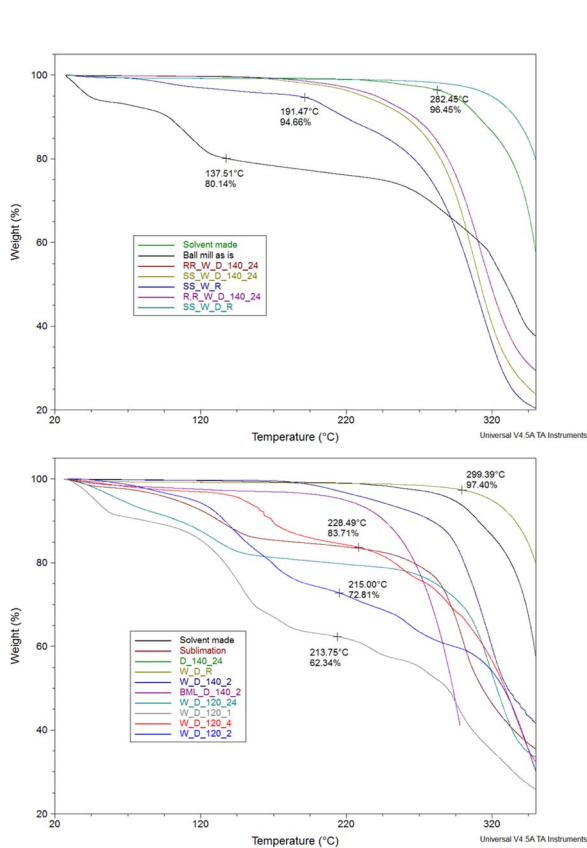 100
80
60
40
20
Weight (%)
282.45°C
96.45%
191.47°C
94.66%
137.51°C
80.14%
Solvent made
Ball mill as is
RR_W_D_140_24
SS_W_D_140_24
SS_W_R
R.R_W_D_140_24
SS_W_D_R
20
120
220
320
Temperature (°C)
Universal V4.5A TA Instruments
100
80
60
40
20
Weight (%)
299.39°C
97.40%
228.49°C
83.71%
215.00°C
72.81%
213.75°C
62.34%
Solvent made
Sublimation
D_140_24
W_D_R
W_D_140_2
BML_D_140_2
W_D_120_24
W_D_120_1
W_D_120_4
W_D_120_2
20
120
220
320
Temperature (°C)
Universal V4.5A TA Instruments